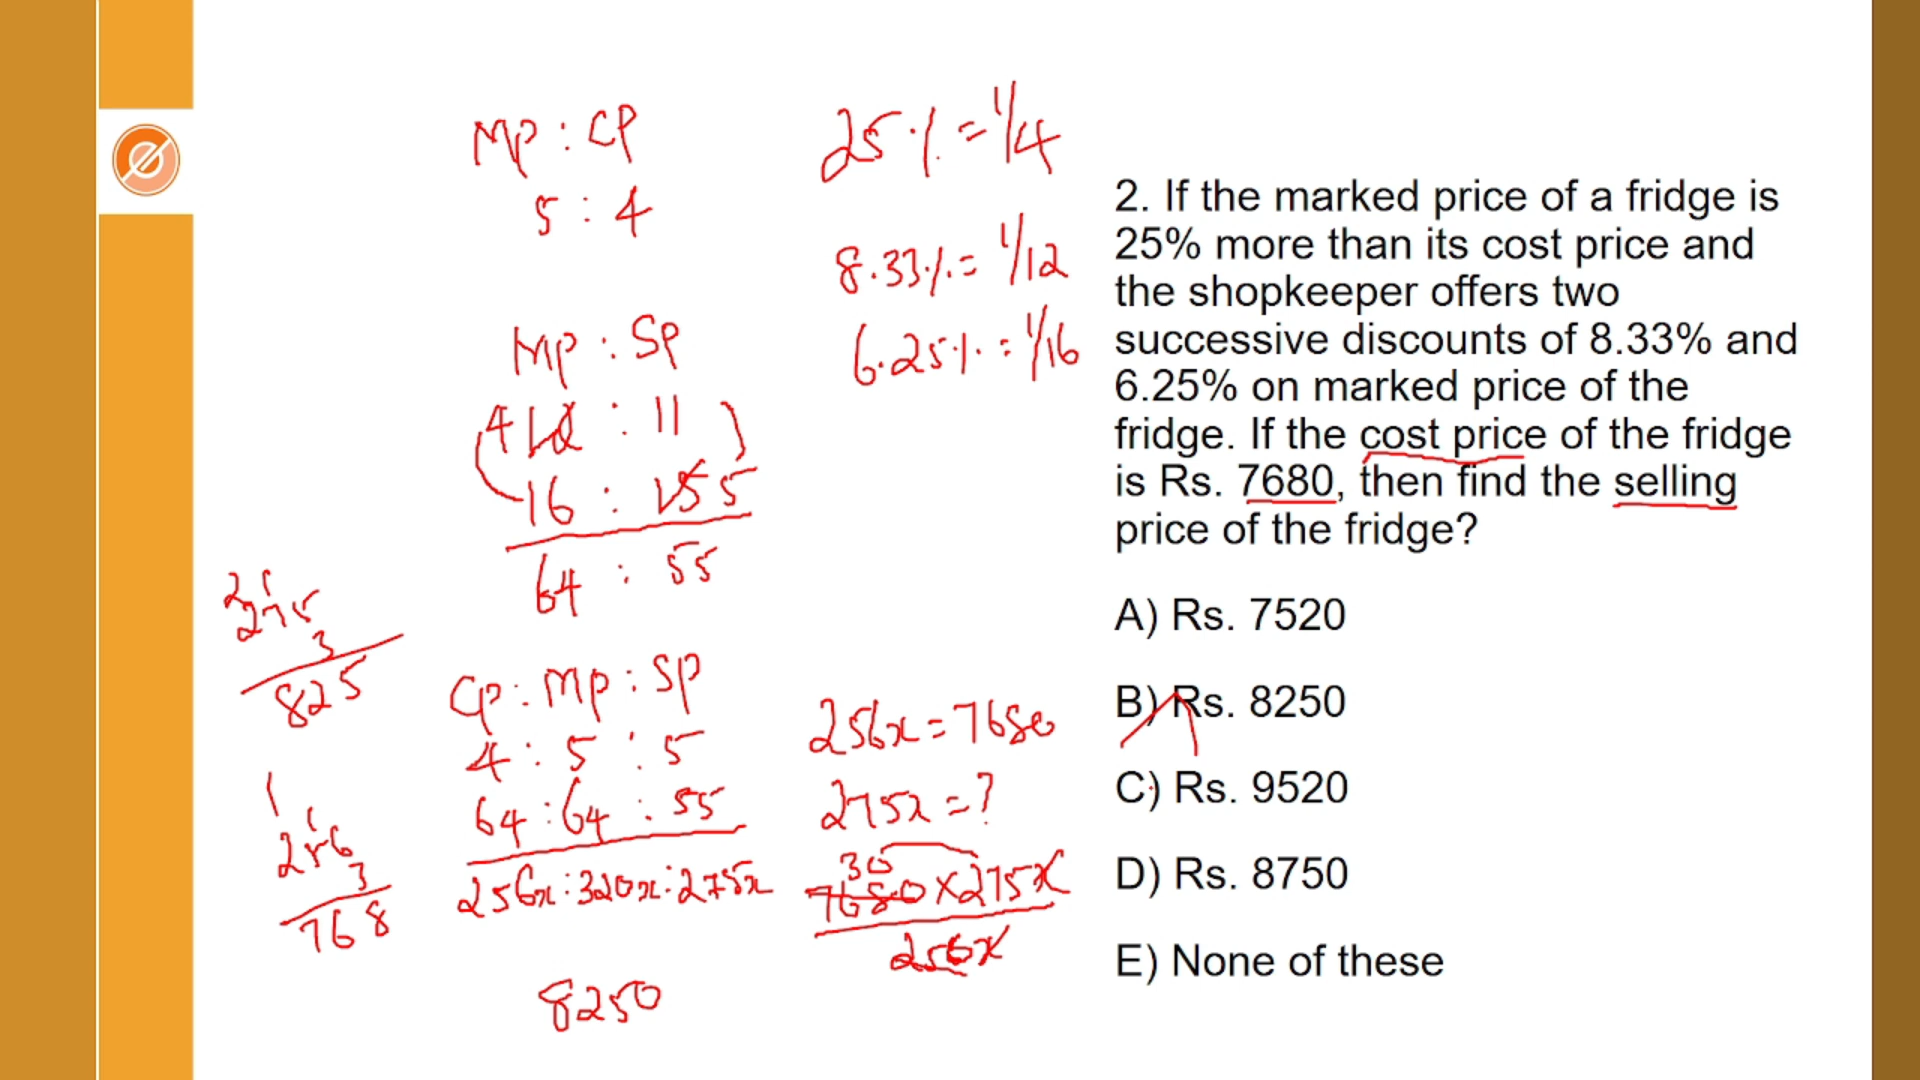 MP : CP
5 : 4
25% = 1/4
8.33% = 1/12
6.25% = 1/16
MP : SP
4 12 : 11
16 : 15 5
64 : 55
275
3
825
CP : MP : SP
4 : 5 : 5
64 : 64 : 55
256x : 320x : 275x
256
3
768
256x = 7680
275x = ?
30
7680 x 275x
256x
8250
2. If the marked price of a fridge is
25% more than its cost price and
the shopkeeper offers two
successive discounts of 8.33% and
6.25% on marked price of the
fridge. If the cost price of the fridge
is Rs. 7680, then find the selling
price of the fridge?
A) Rs. 7520
B) Rs. 8250
C) Rs. 9520
D) Rs. 8750
E) None of these